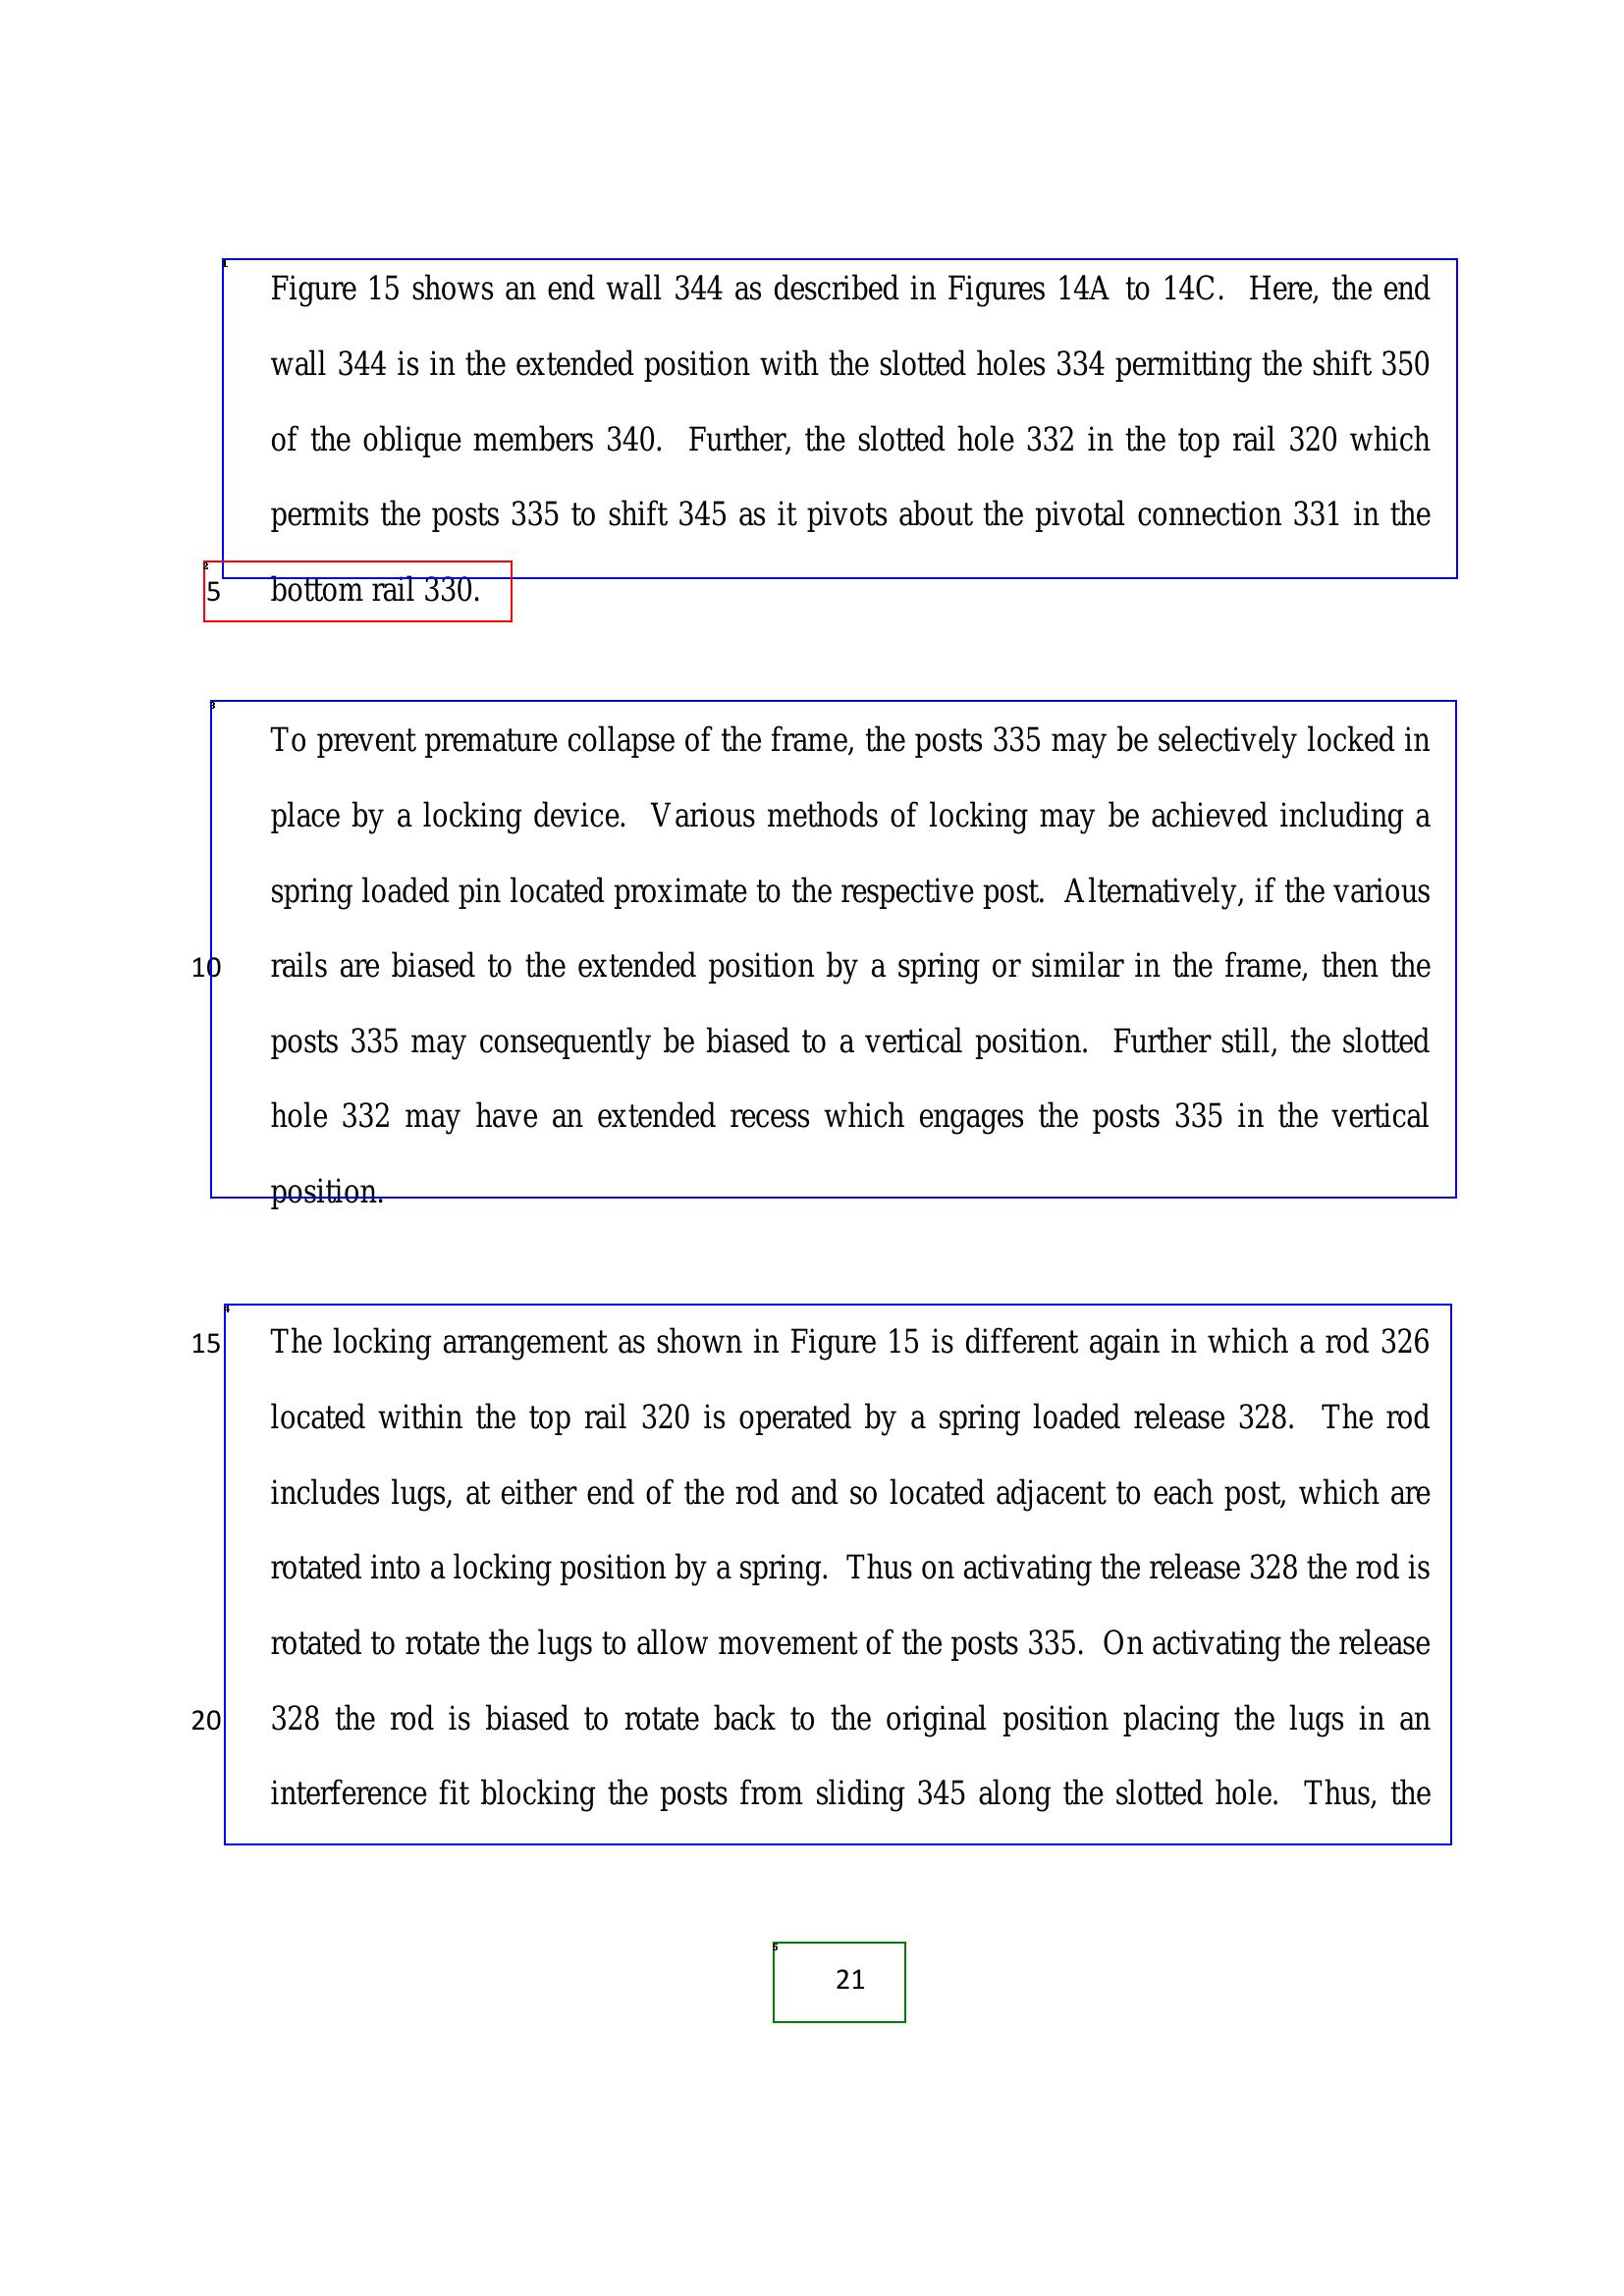 Figure 15 shows an end wall 344 as described in Figures 14A to 14C. Here, the end
wall 344 is in the extended position with the slotted holes 334 permitting the shift 350
of the oblique members 340. Further, the slotted hole 332 in the top rail 320 which
permits the posts 335 to shift 345 as it pivots about the pivotal connection 331 in the
5 bottom rail 330.
To prevent premature collapse of the frame, the posts 335 may be selectively locked in
place by a locking device. Various methods of locking may be achieved including a
spring loaded pin located proximate to the respective post. Alternatively, if the various
10 rails are biased to the extended position by a spring or similar in the frame, then the
posts 335 may consequently be biased to a vertical position. Further still, the slotted
hole 332 may have an extended recess which engages the posts 335 in the vertical
position.
15 The locking arrangement as shown in Figure 15 is different again in which a rod 326
located within the top rail 320 is operated by a spring loaded release 328. The rod
includes lugs, at either end of the rod and so located adjacent to each post, which are
rotated into a locking position by a spring. Thus on activating the release 328 the rod is
rotated to rotate the lugs to allow movement of the posts 335. On activating the release
20 328 the rod is biased to rotate back to the original position placing the lugs in an
interference fit blocking the posts from sliding 345 along the slotted hole. Thus, the
21